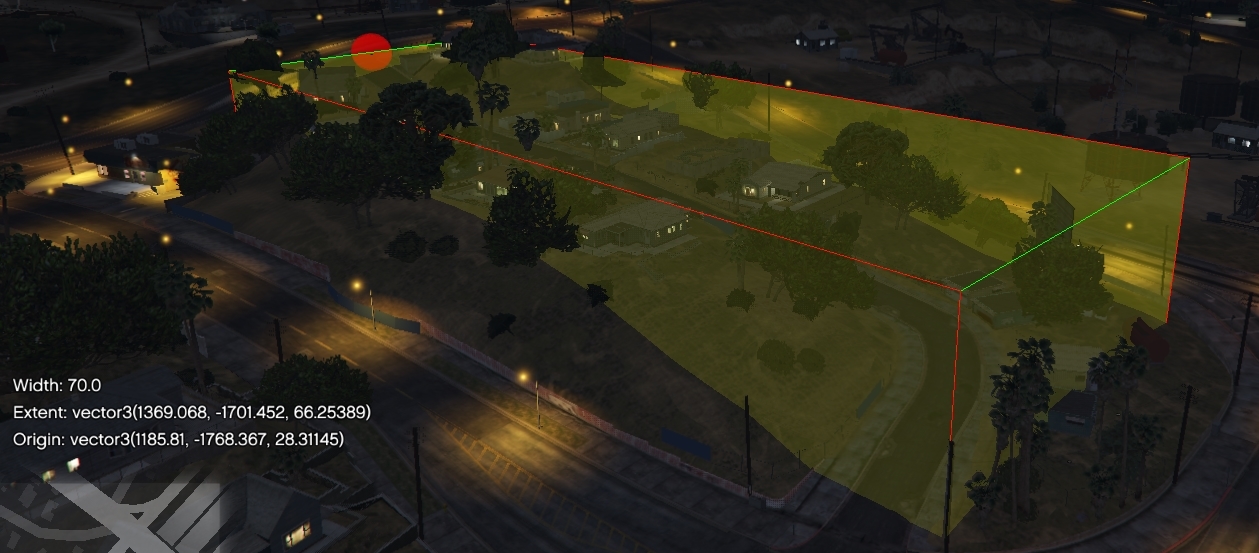 Width: 70.0
Extent: vector3(1369.068, -1701.452, 66.25389)
Origin: vector3(1185.81, -1768.367, 28.31145)